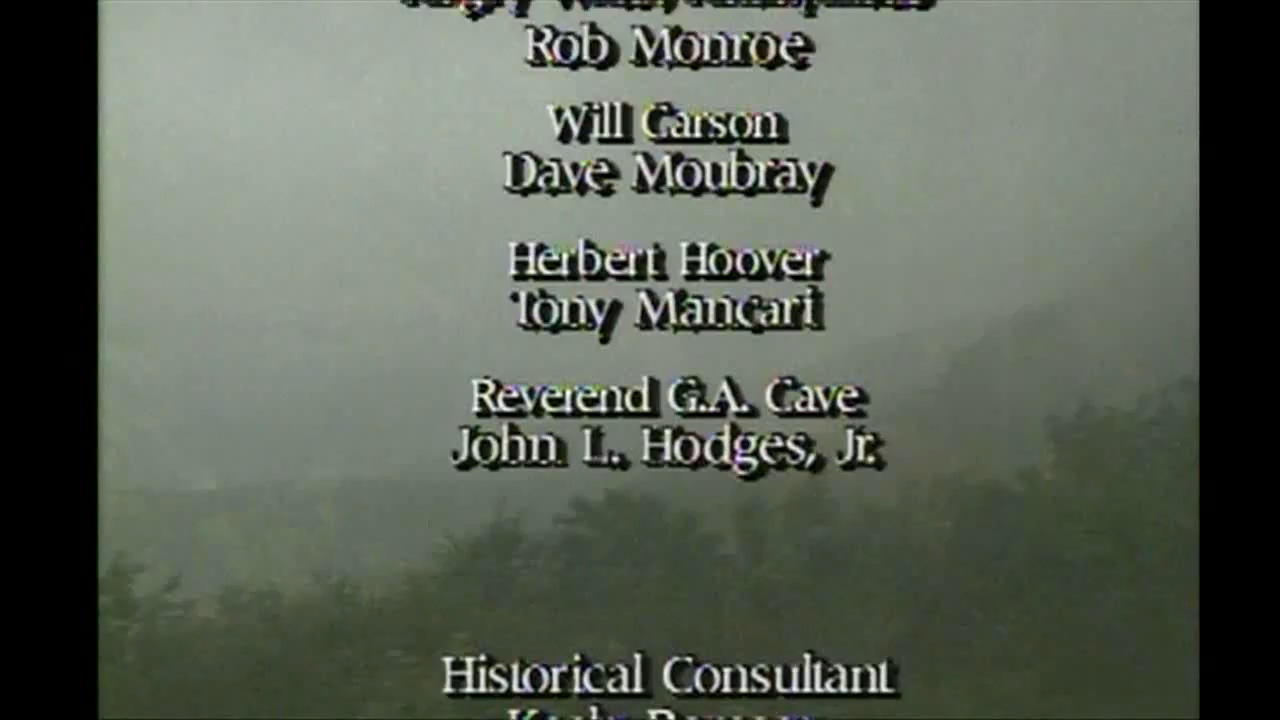 Rob Monroe
Will Carson
Dave Moubray
Herbert Hoover
Tony Mancari
Reverend G.A. Cave
John L. Hodges, Jr.
Historical Consultant